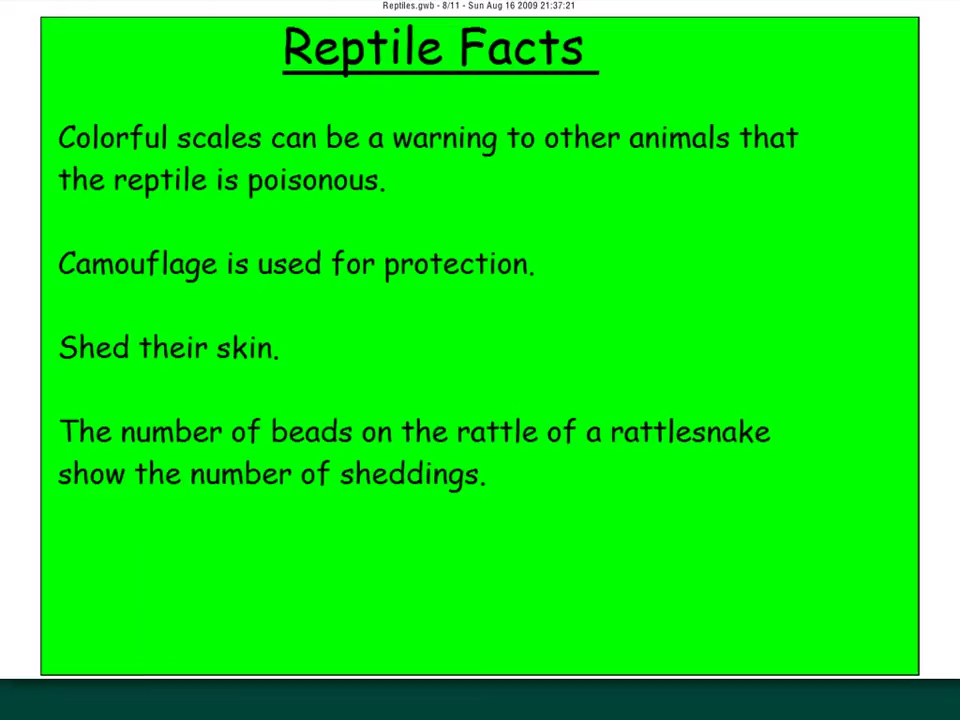 Reptiles.gwb - 8/11 - Sun Aug 16 2009 21:37:21
Reptile Facts
Colorful scales can be a warning to other animals that
the reptile is poisonous.
Camouflage is used for protection.
Shed their skin.
The number of beads on the rattle of a rattlesnake
show the number of sheddings.